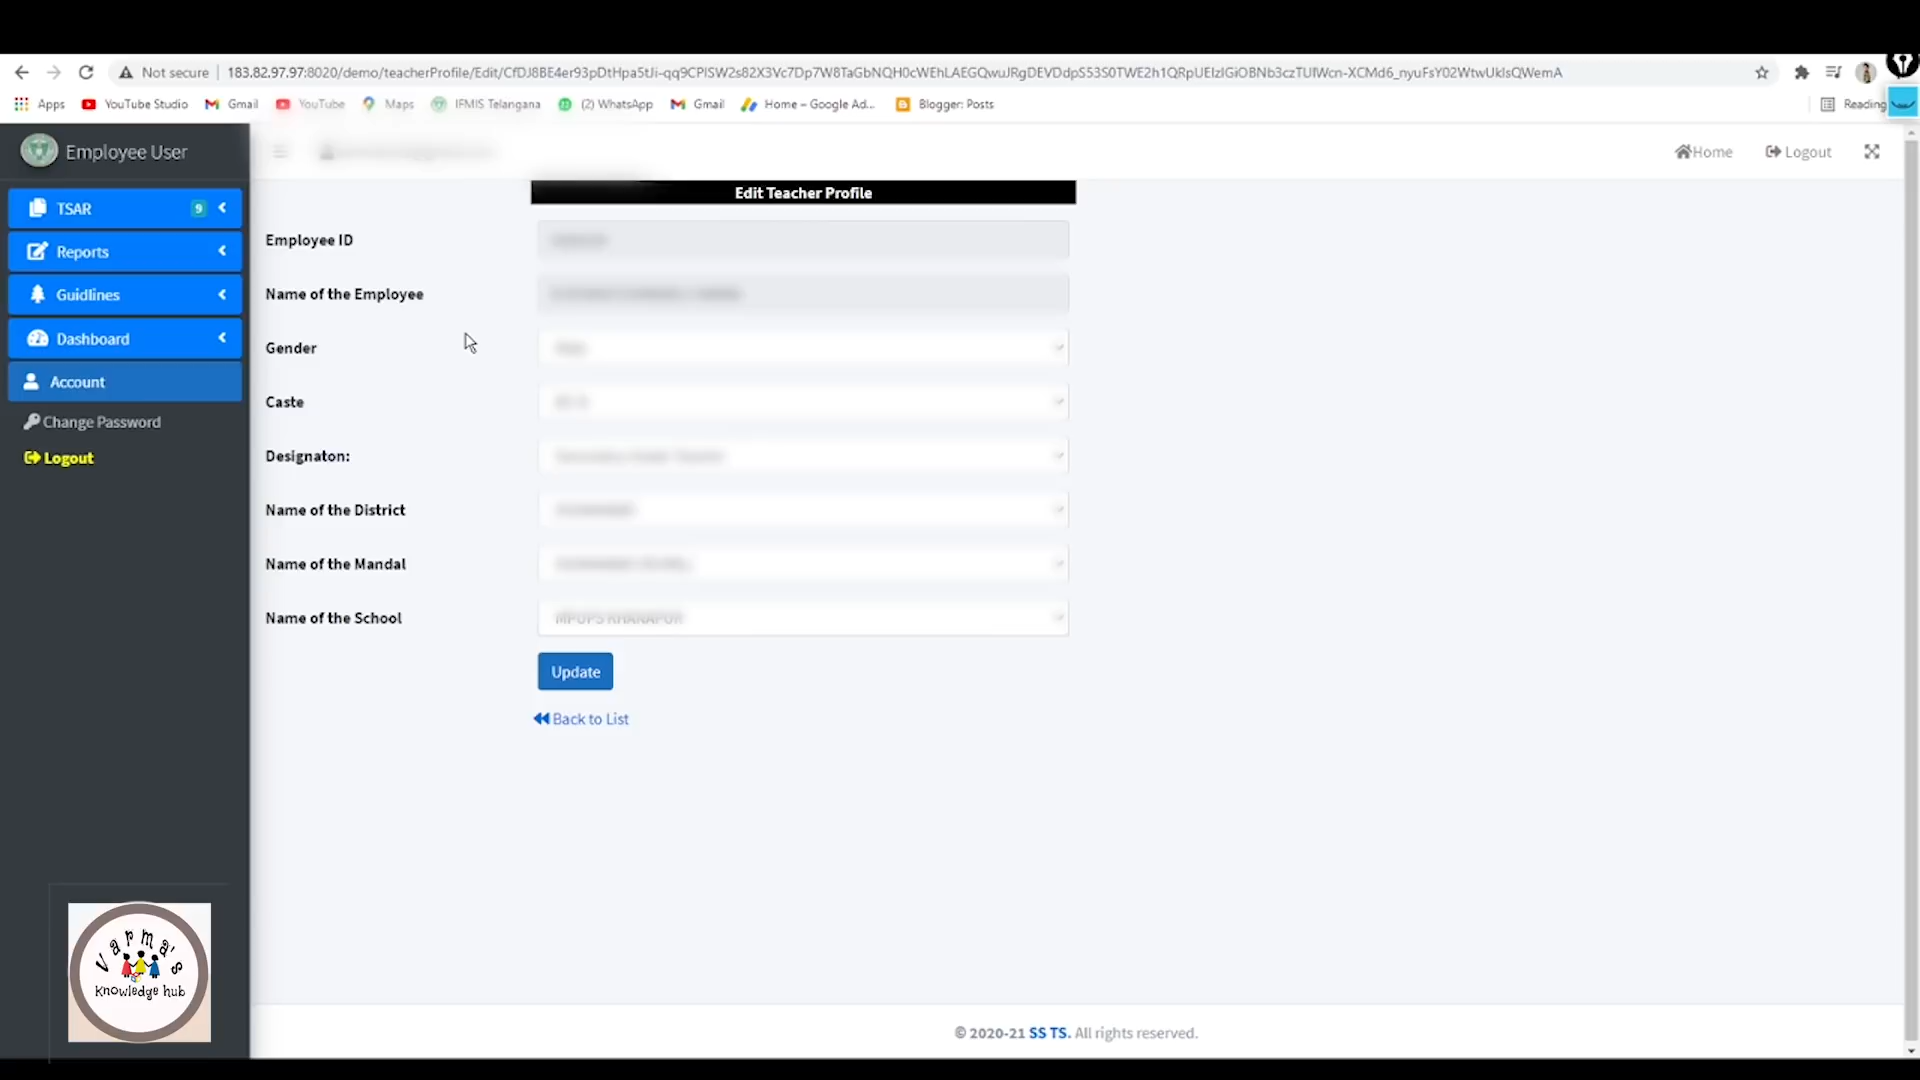 Not secure
183.82.97.97:8020/demo/teacherProfile/Edit/CfDJ8BE4er93pDtHpa5tJi-qq9CPlSW2s82X3Vc7Dp7W8TaGbNQH0cWEhLAEGQwuJRgDEVDdpS53S0TWE2h1QRpUEIzlGiOBNb3czTUlWcn-XCMd6_nyuFsY02WtwUklsQWemA
Apps YouTube Studio Gmail YouTube Maps IFMIS Telangana (2) WhatsApp Gmail Home – Google Ad... Blogger: Posts Reading
Employee User
Home Logout
TSAR 9
Reports
Guidlines
Dashboard
Account
Change Password
Logout
Edit Teacher Profile
Employee ID
Name of the Employee
Gender
Caste
Designaton:
Name of the District
Name of the Mandal
Name of the School
Update
Back to List
Varma's
Knowledge hub
© 2020-21 SS TS. All rights reserved.